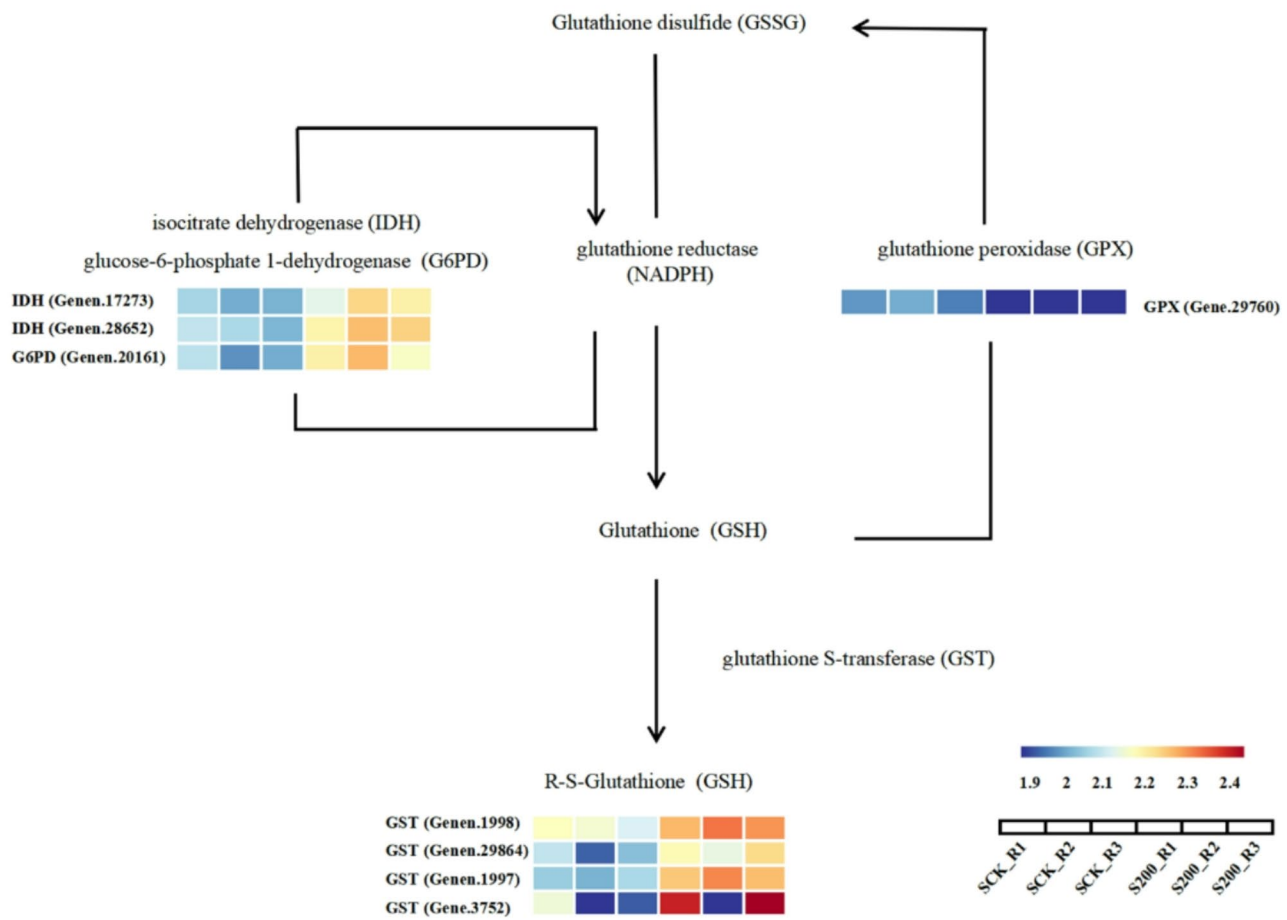 Glutathione disulfide (GSSG)
isocitrate dehydrogenase (IDH)
glucose-6-phosphate 1-dehydrogenase (G6PD)
glutathione reductase
(NADPH)
glutathione peroxidase (GPX)
IDH (Genen.17273)
IDH (Genen.28652)
G6PD (Genen.20161)
GPX (Gene.29760)
Glutathione (GSH)
glutathione S-transferase (GST)
R-S-Glutathione (GSH)
GST (Genen.1998)
GST (Genen.29864)
GST (Genen.1997)
GST (Gene.3752)
1.9 2 2.1 2.2 2.3 2.4
SCK_R1
SCK_R2
SCK_R3
S200_R1
S200_R2
S200_R3